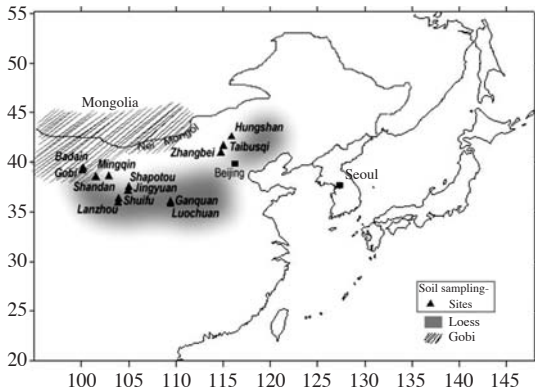 55
50
45
40
35
30
25
20
Mongolia
Nei Mongol
Hungshan
Taibusqi
Zhangbei
Beijing
Badain
Gobi
Mingqin
Shandan
Shapotou
Jingyuan
Shuifu
Lanzhou
Ganquan
Luochuan
Seoul
Soil sampling-
Sites
Loess
Gobi
100 105 110 115 120 125 130 135 140 145